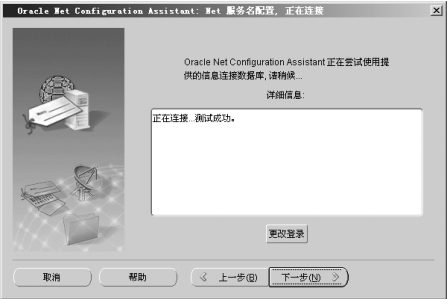 Oracle Net Configuration Assistant: Net 服务名配置, 正在连接
Oracle Net Configuration Assistant 正在尝试使用提
供的信息连接数据库, 请稍候...
详细信息:
正在连接...测试成功。
更改登录
取消
帮助
上一步(B)
下一步(N)